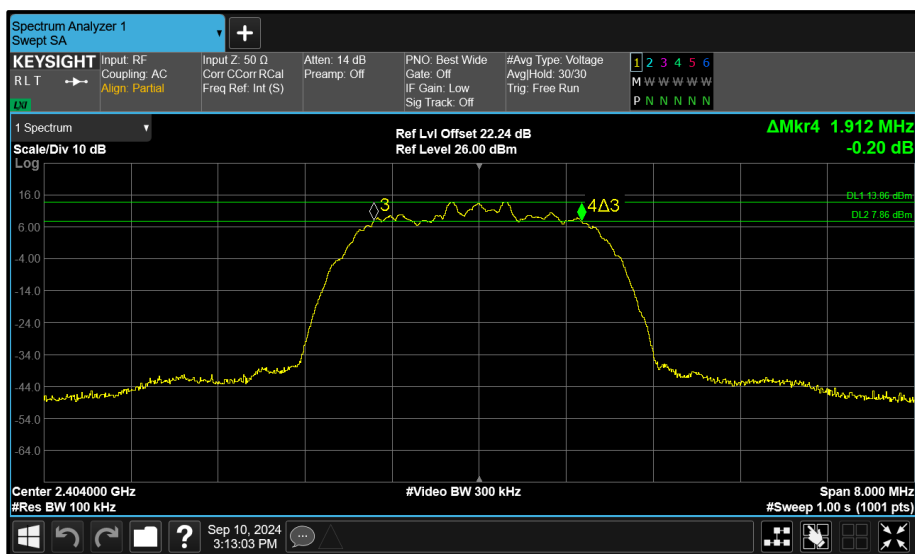 Spectrum Analyzer 1
Swept SA
+
KEYSIGHT
R L T
LXI
Input: RF
Coupling: AC
Align: Partial
Input Z: 50 Ω
Corr CCorr RCal
Freq Ref: Int (S)
Atten: 14 dB
Preamp: Off
PNO: Best Wide
Gate: Off
IF Gain: Low
Sig Track: Off
#Avg Type: Voltage
Avg|Hold: 30/30
Trig: Free Run
1 2 3 4 5 6
M W W W W W
P N N N N N
1 Spectrum
Scale/Div 10 dB
Log
Ref Lvl Offset 22.24 dB
Ref Level 26.00 dBm
ΔMkr4 1.912 MHz
-0.20 dB
16.0
DL1 13.86 dBm
3
4Δ3
DL2 7.86 dBm
6.00
-4.00
-14.0
-24.0
-34.0
-44.0
-54.0
-64.0
Center 2.404000 GHz
#Video BW 300 kHz
Span 8.000 MHz
#Res BW 100 kHz
#Sweep 1.00 s (1001 pts)
?
Sep 10, 2024
3:13:03 PM